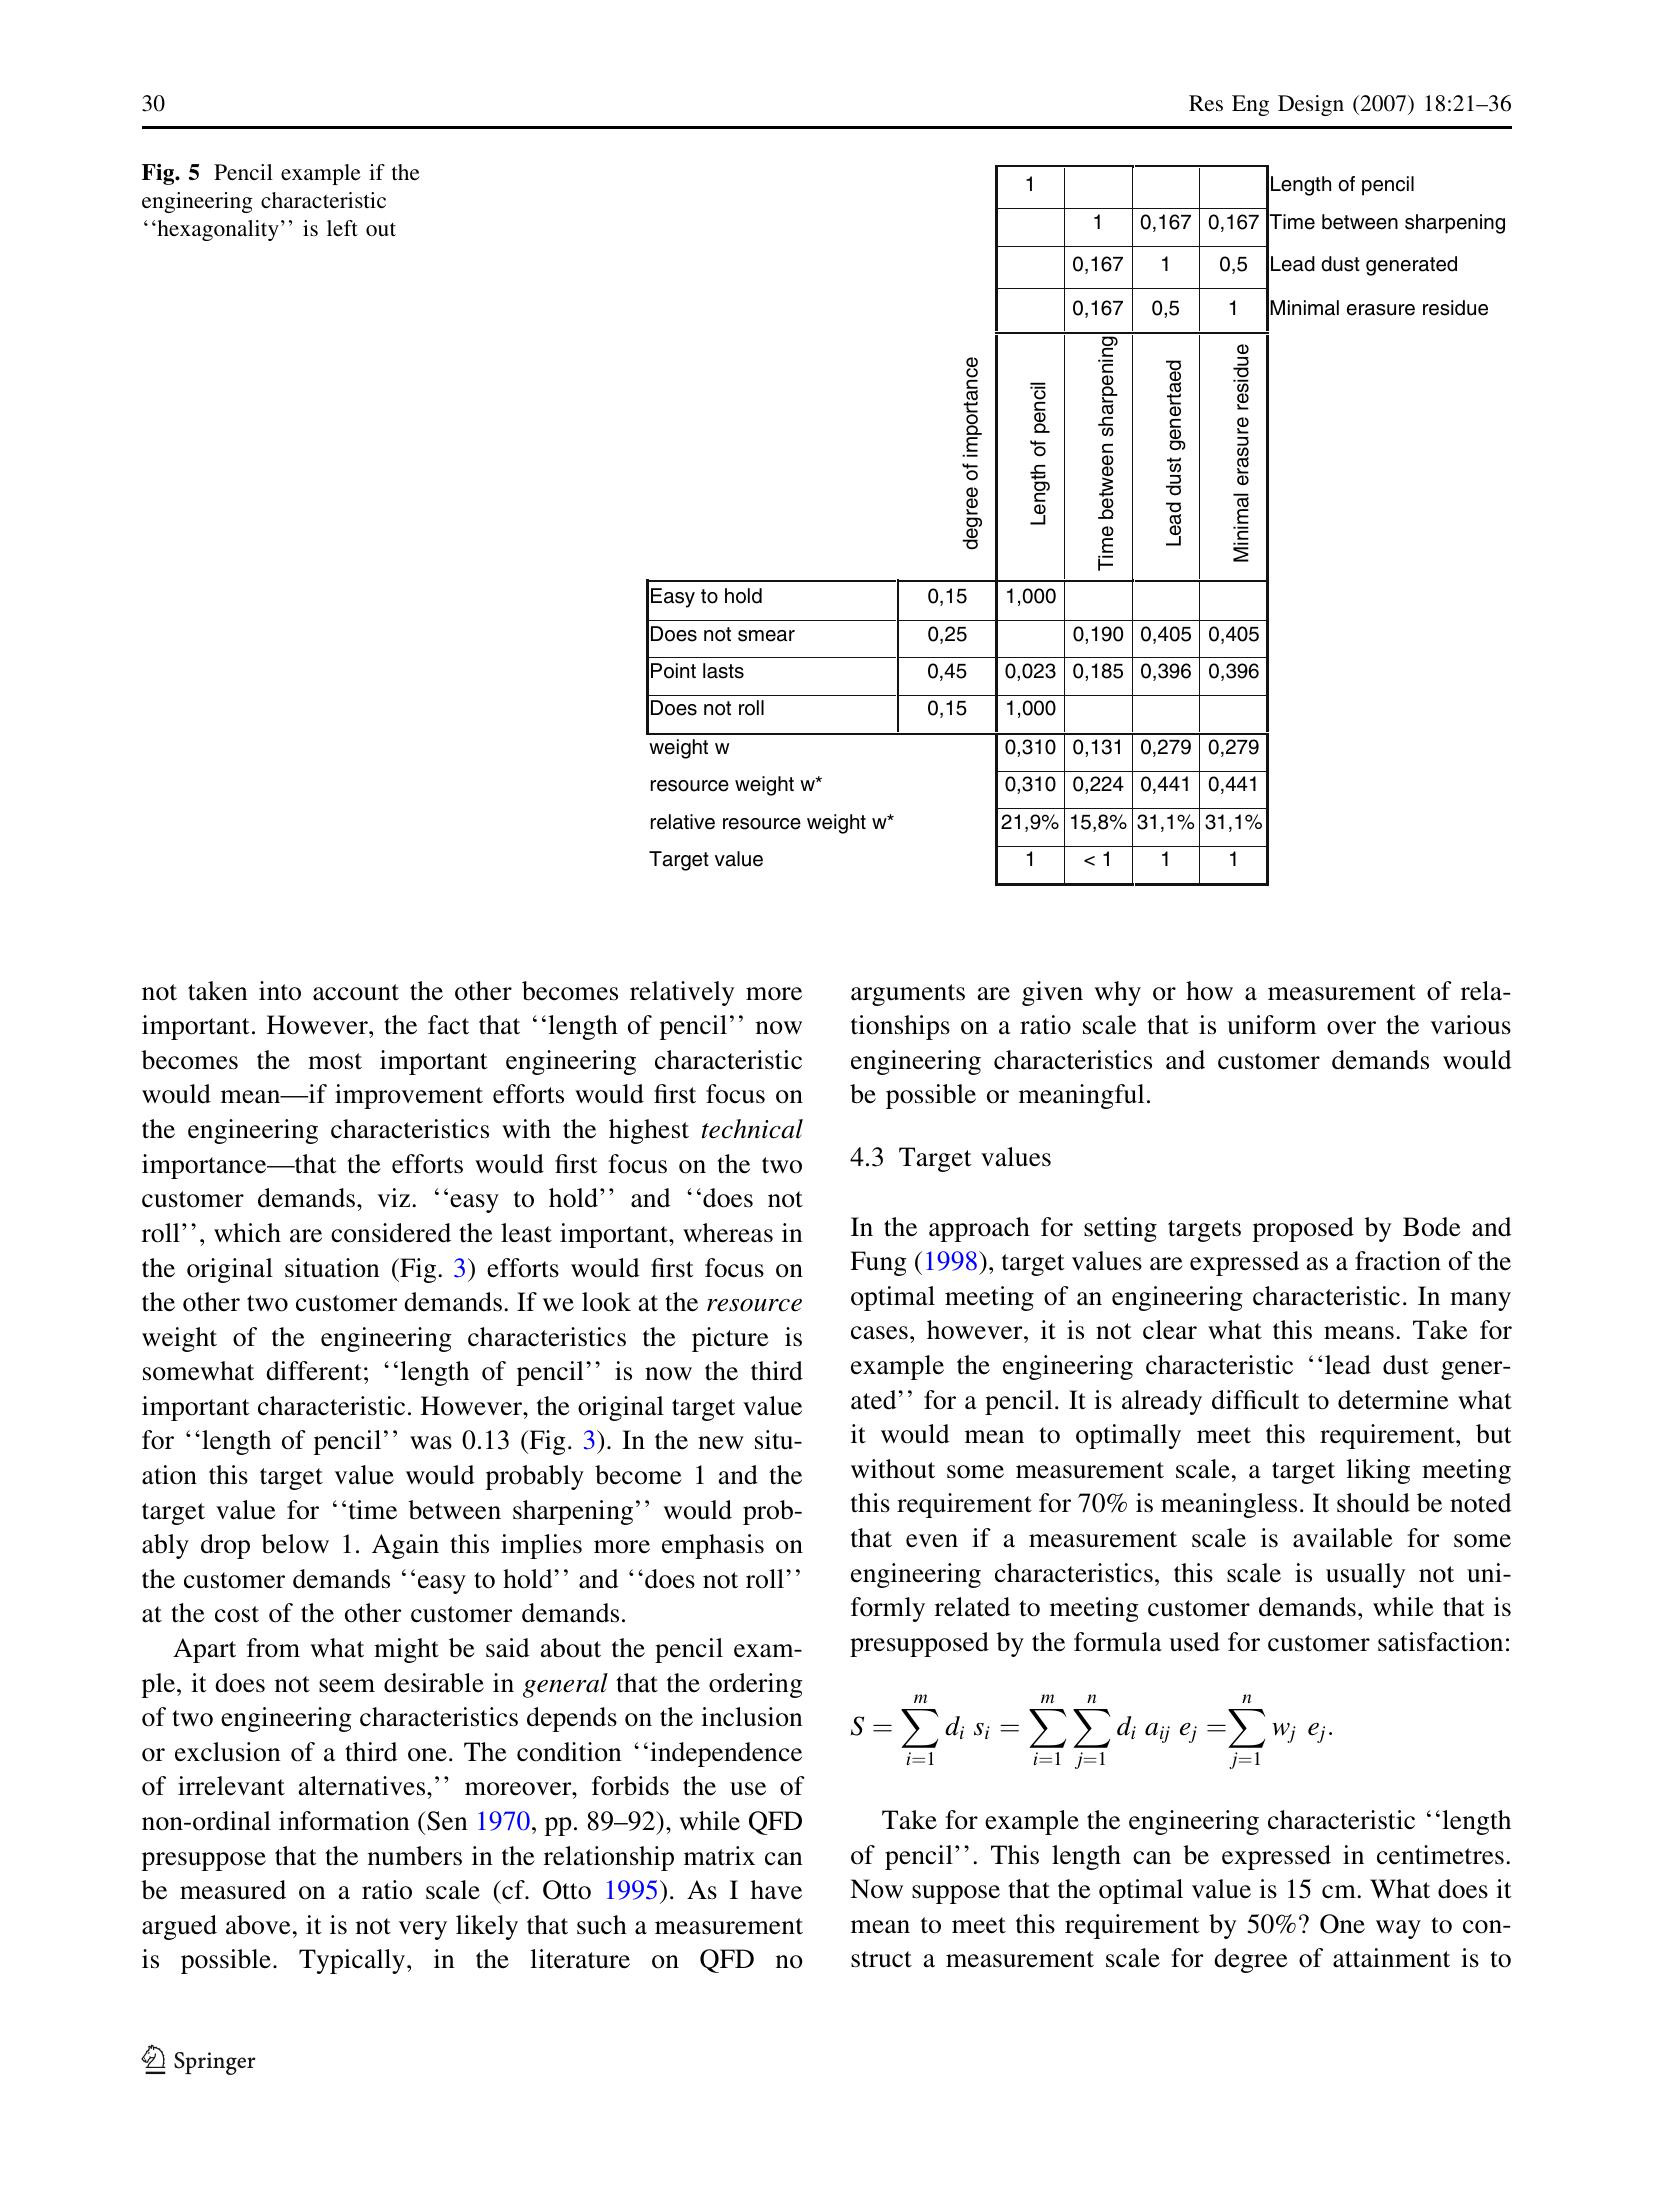 30
Res Eng Design (2007) 18:21–36
Fig. 5 Pencil example if the
engineering characteristic
‘‘hexagonality’’ is left out
1 Length of pencil
1 0,167 0,167 Time between sharpening
0,167 1 0,5 Lead dust generated
0,167 0,5 1 Minimal erasure residue
degree of importance
Length of pencil
Time between sharpening
Lead dust genertaed
Minimal erasure residue
Easy to hold 0,15 1,000
Does not smear 0,25 0,190 0,405 0,405
Point lasts 0,45 0,023 0,185 0,396 0,396
Does not roll 0,15 1,000
weight w 0,310 0,131 0,279 0,279
resource weight w* 0,310 0,224 0,441 0,441
relative resource weight w* 21,9% 15,8% 31,1% 31,1%
Target value 1 < 1 1 1
not taken into account the other becomes relatively more
important. However, the fact that ‘‘length of pencil’’ now
becomes the most important engineering characteristic
would mean—if improvement efforts would first focus on
the engineering characteristics with the highest technical
importance—that the efforts would first focus on the two
customer demands, viz. ‘‘easy to hold’’ and ‘‘does not
roll’’, which are considered the least important, whereas in
the original situation (Fig. 3) efforts would first focus on
the other two customer demands. If we look at the resource
weight of the engineering characteristics the picture is
somewhat different; ‘‘length of pencil’’ is now the third
important characteristic. However, the original target value
for ‘‘length of pencil’’ was 0.13 (Fig. 3). In the new situ-
ation this target value would probably become 1 and the
target value for ‘‘time between sharpening’’ would prob-
ably drop below 1. Again this implies more emphasis on
the customer demands ‘‘easy to hold’’ and ‘‘does not roll’’
at the cost of the other customer demands.
Apart from what might be said about the pencil exam-
ple, it does not seem desirable in general that the ordering
of two engineering characteristics depends on the inclusion
or exclusion of a third one. The condition ‘‘independence
of irrelevant alternatives,’’ moreover, forbids the use of
non-ordinal information (Sen 1970, pp. 89–92), while QFD
presuppose that the numbers in the relationship matrix can
be measured on a ratio scale (cf. Otto 1995). As I have
argued above, it is not very likely that such a measurement
is possible. Typically, in the literature on QFD no
arguments are given why or how a measurement of rela-
tionships on a ratio scale that is uniform over the various
engineering characteristics and customer demands would
be possible or meaningful.
4.3 Target values
In the approach for setting targets proposed by Bode and
Fung (1998), target values are expressed as a fraction of the
optimal meeting of an engineering characteristic. In many
cases, however, it is not clear what this means. Take for
example the engineering characteristic ‘‘lead dust gener-
ated’’ for a pencil. It is already difficult to determine what
it would mean to optimally meet this requirement, but
without some measurement scale, a target liking meeting
this requirement for 70% is meaningless. It should be noted
that even if a measurement scale is available for some
engineering characteristics, this scale is usually not uni-
formly related to meeting customer demands, while that is
presupposed by the formula used for customer satisfaction:
S = ∑_{i=1}^{m} d_i s_i = ∑_{i=1}^{m} ∑_{j=1}^{n} d_i a_{ij} e_j = ∑_{j=1}^{n} w_j e_j.
Take for example the engineering characteristic ‘‘length
of pencil’’. This length can be expressed in centimetres.
Now suppose that the optimal value is 15 cm. What does it
mean to meet this requirement by 50%? One way to con-
struct a measurement scale for degree of attainment is to
Springer